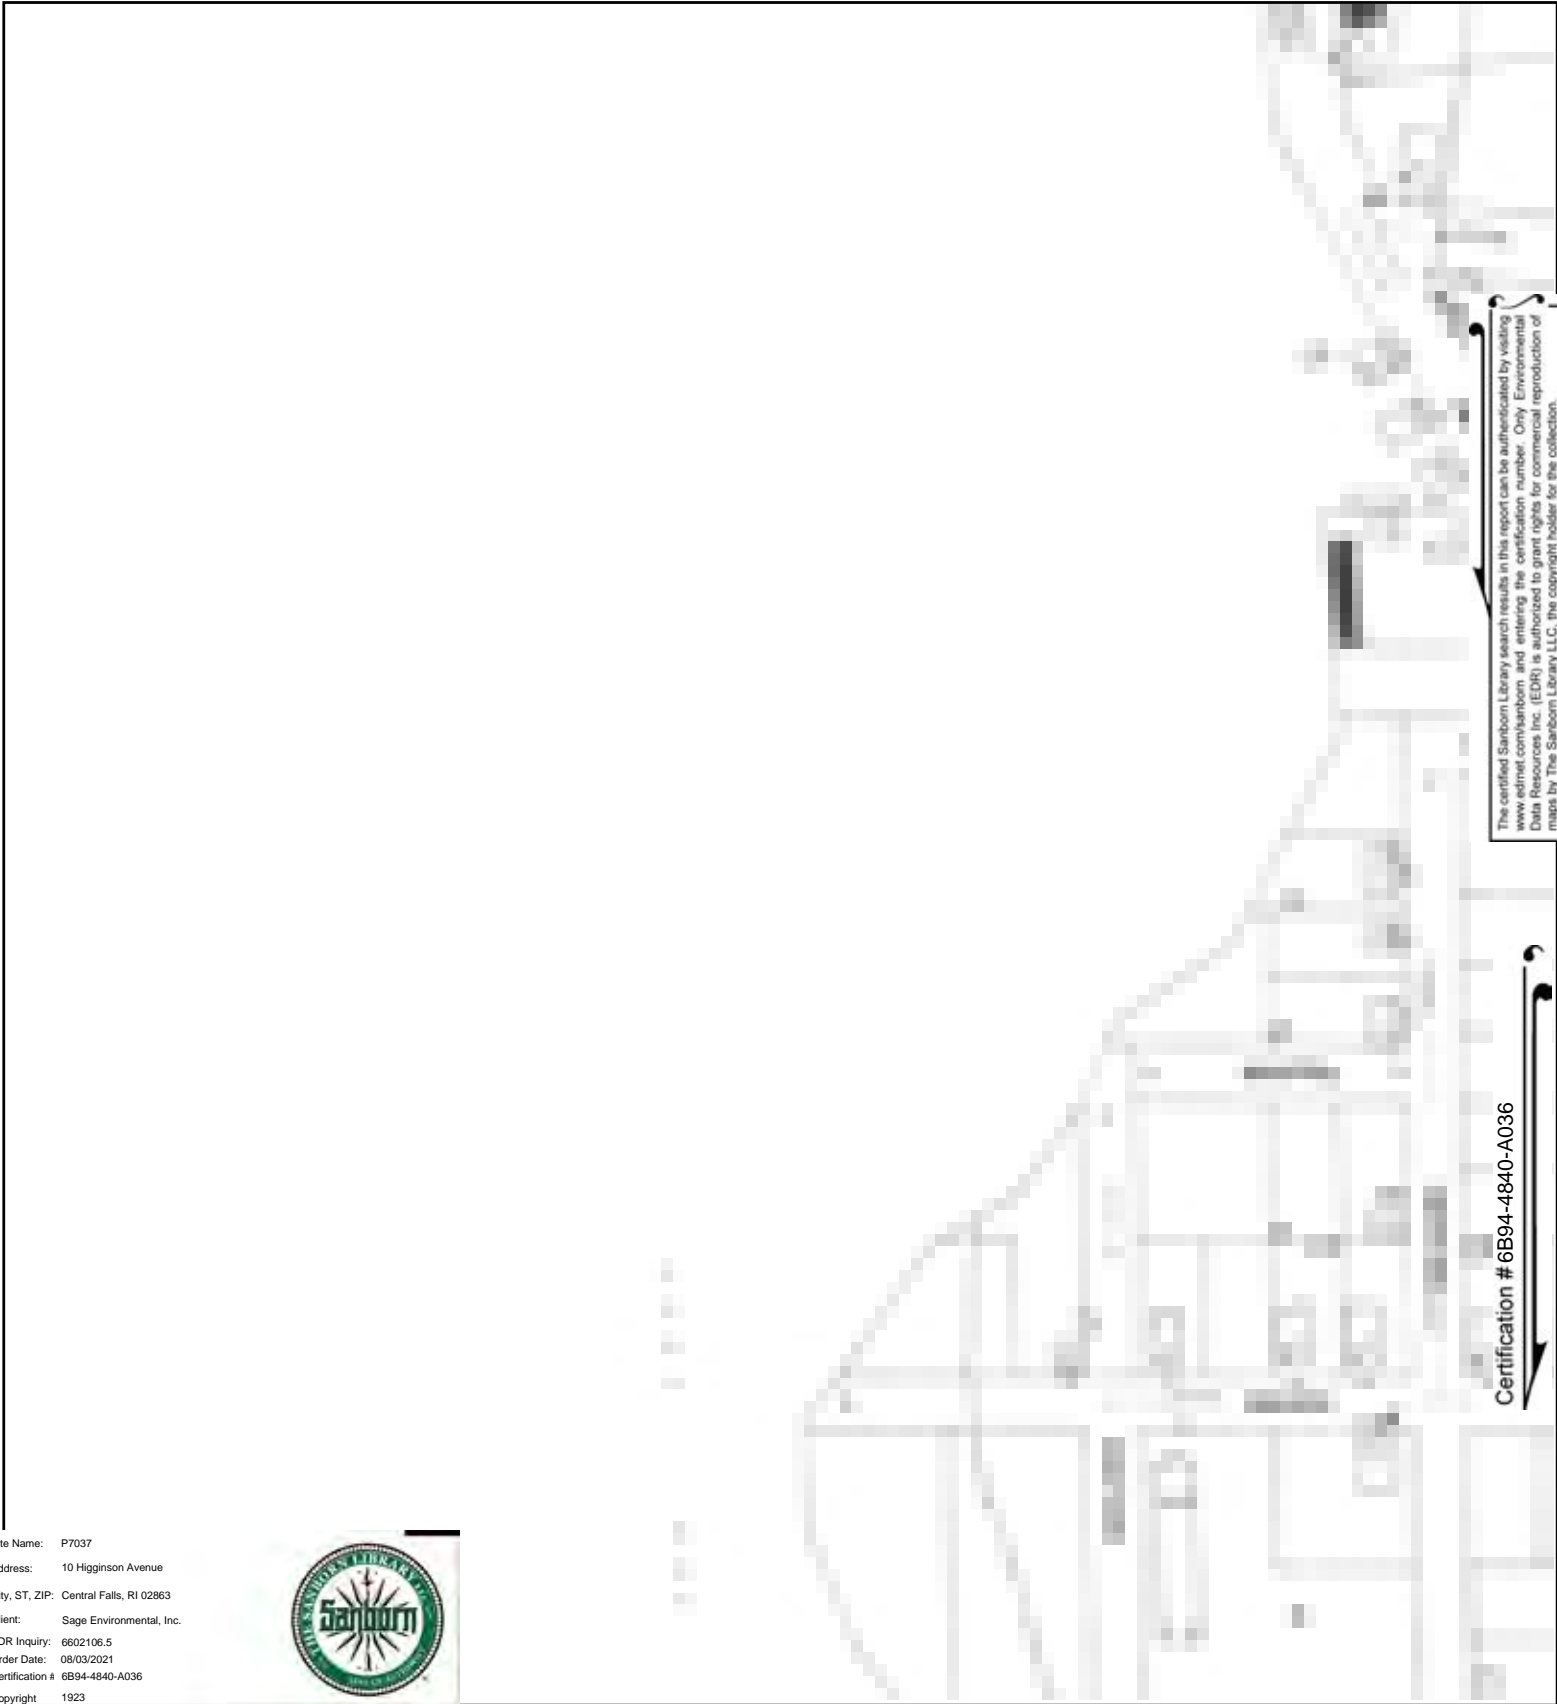 The certified Sanborn Library search results in this report can be authenticated by visiting
www.edrnet.com/sanborn and entering the certification number. Only Environmental
Data Resources Inc. (EDR) is authorized to grant rights for commercial reproduction of
maps by The Sanborn Library LLC, the copyright holder for the collection.
Certification # 6B94-4840-A036
te Name: P7037
ddress: 10 Higginson Avenue
ty, ST, ZIP: Central Falls, RI 02863
ient: Sage Environmental, Inc.
DR Inquiry: 6602106.5
rder Date: 08/03/2021
ertification # 6B94-4840-A036
opyright 1923
THE SANBORN LIBRARY
Sanborn